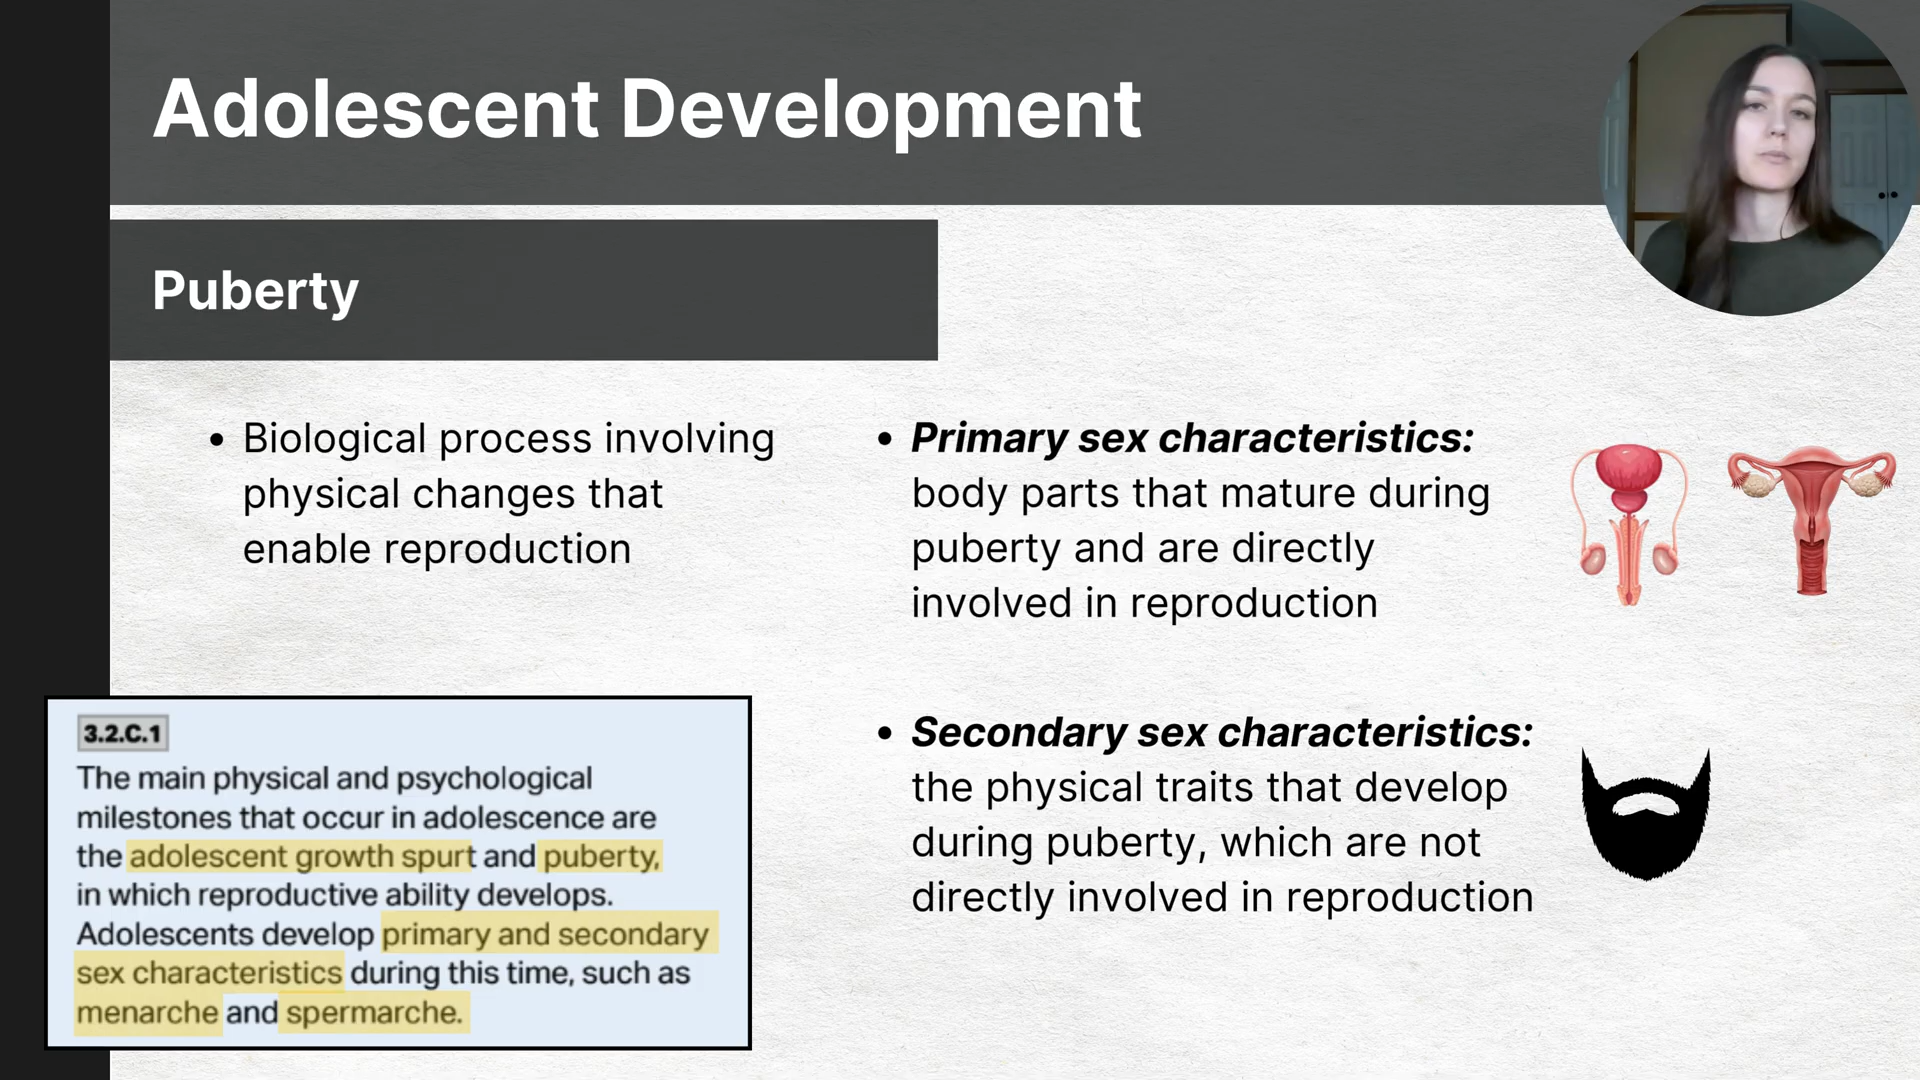 Adolescent Development
Puberty
• Biological process involving
physical changes that
enable reproduction
• Primary sex characteristics:
body parts that mature during
puberty and are directly
involved in reproduction
• Secondary sex characteristics:
the physical traits that develop
during puberty, which are not
directly involved in reproduction
3.2.C.1
The main physical and psychological
milestones that occur in adolescence are
the adolescent growth spurt and puberty,
in which reproductive ability develops.
Adolescents develop primary and secondary
sex characteristics during this time, such as
menarche and spermarche.